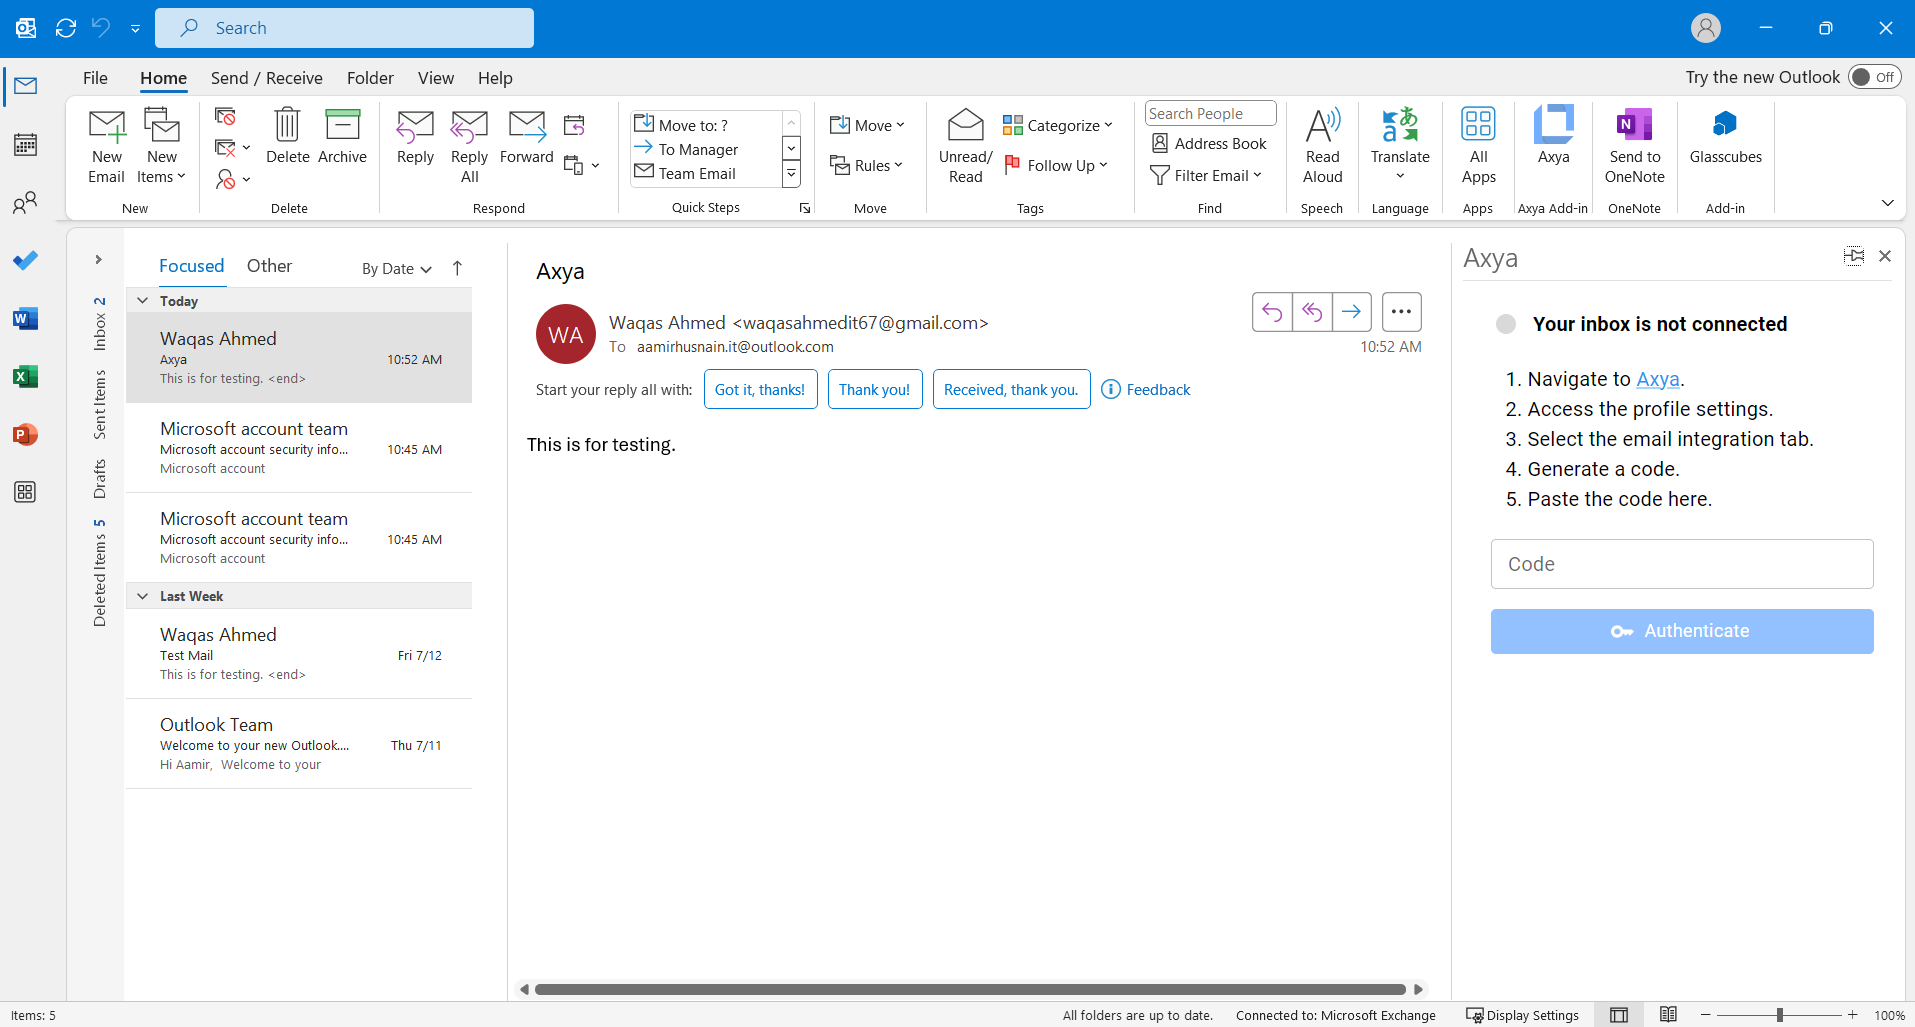 Search
File Home Send / Receive Folder View Help
Try the new Outlook Off
New Email
New Items
New
Delete
Archive
Delete
Reply
Reply All
Forward
Respond
Move to: ?
To Manager
Team Email
Quick Steps
Move
Rules
Move
Unread/ Read
Categorize
Follow Up
Tags
Search People
Address Book
Filter Email
Find
Read Aloud
Speech
Translate
Language
All Apps
Apps
Axya
Axya Add-in
Send to OneNote
OneNote
Glasscubes
Add-in
Inbox 2
Sent Items
Drafts
Deleted Items 5
Focused Other By Date
Today
Waqas Ahmed
Axya 10:52 AM
This is for testing. <end>
Microsoft account team
Microsoft account security info... 10:45 AM
Microsoft account
Microsoft account team
Microsoft account security info... 10:45 AM
Microsoft account
Last Week
Waqas Ahmed
Test Mail Fri 7/12
This is for testing. <end>
Outlook Team
Welcome to your new Outlook.... Thu 7/11
Hi Aamir, Welcome to your
Axya
WA
Waqas Ahmed <waqasahmedit67@gmail.com>
To aamirhusnain.it@outlook.com
10:52 AM
Start your reply all with: Got it, thanks! Thank you! Received, thank you. Feedback
This is for testing.
Axya
Your inbox is not connected
1. Navigate to Axya.
2. Access the profile settings.
3. Select the email integration tab.
4. Generate a code.
5. Paste the code here.
Code
Authenticate
Items: 5 All folders are up to date. Connected to: Microsoft Exchange Display Settings 100%